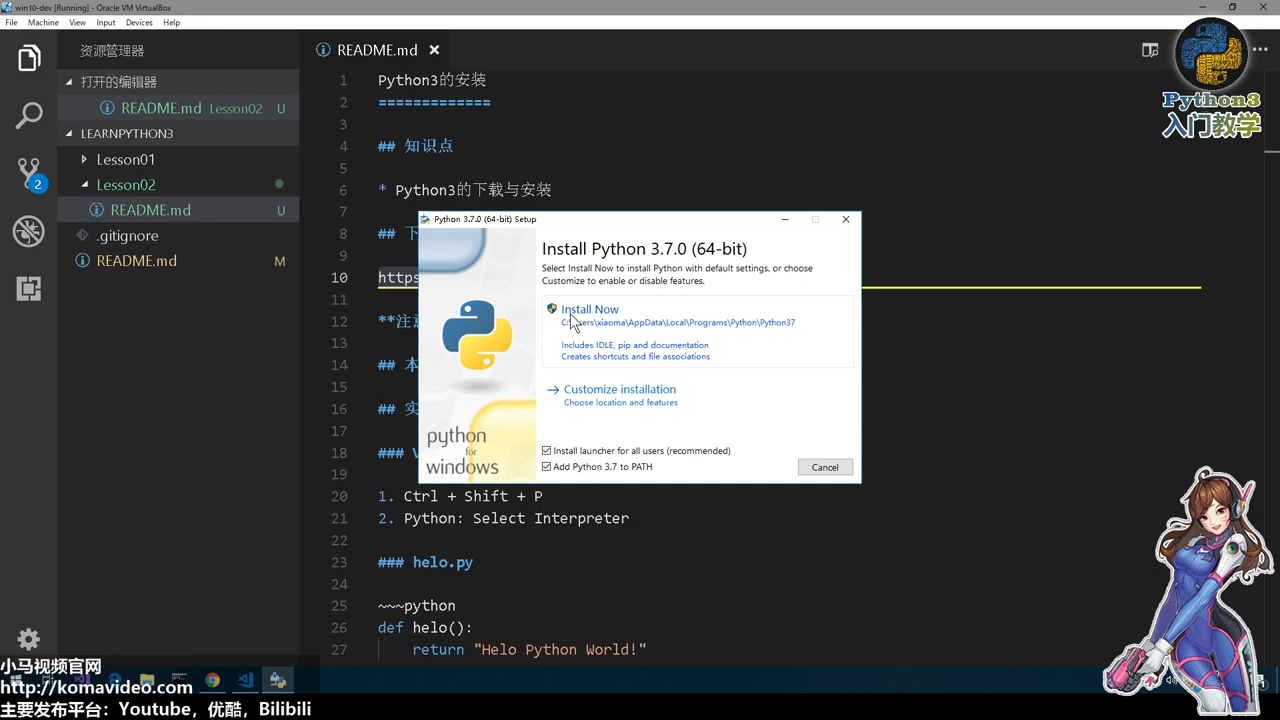 win10-dev [Running] - Oracle VM VirtualBox
File Machine View Input Devices Help
资源管理器
打开的编辑器
README.md Lesson02 U
LEARNPYTHON3
Lesson01
Lesson02
README.md U
.gitignore
README.md M
2
README.md
1 Python3的安装
2 =============
3
4 ## 知识点
5
6 * Python3的下载与安装
7
8 ##
9
10 https
11
12 **注
13
14 ## 本
15
16 ## 实
17
18 ###
19
20 1. Ctrl + Shift + P
21 2. Python: Select Interpreter
22
23 ### helo.py
24
25 ~~~python
26 def helo():
27 return "Helo Python World!"
Python 3.7.0 (64-bit) Setup
Install Python 3.7.0 (64-bit)
Select Install Now to install Python with default settings, or choose
Customize to enable or disable features.
Install Now
C:\Users\xiaoma\AppData\Local\Programs\Python\Python37
Includes IDLE, pip and documentation
Creates shortcuts and file associations
Customize installation
Choose location and features
Install launcher for all users (recommended)
Add Python 3.7 to PATH
Cancel
python
for
windows
Python3
入门教学
小马视频官网
http://komavideo.com
主要发布平台：Youtube，优酷，Bilibili